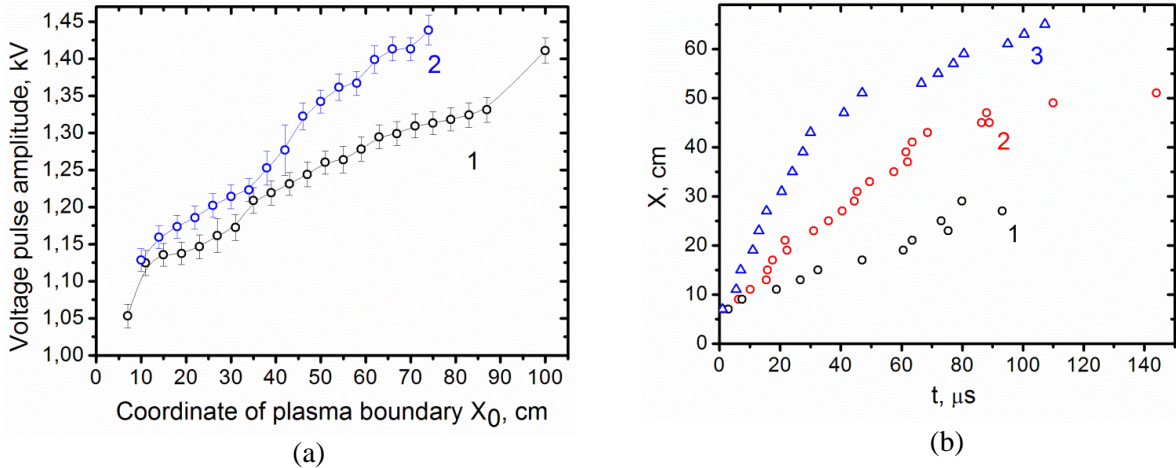 1,45
1,40
1,35
1,30
1,25
1,20
1,15
1,10
1,05
1,00
Voltage pulse amplitude, kV
2
1
0 10 20 30 40 50 60 70 80 90 100
Coordinate of plasma boundary X0, cm
(a)
60
50
40
30
20
10
0
X, cm
3
2
1
0 20 40 60 80 100 120 140
t, μs
(b)